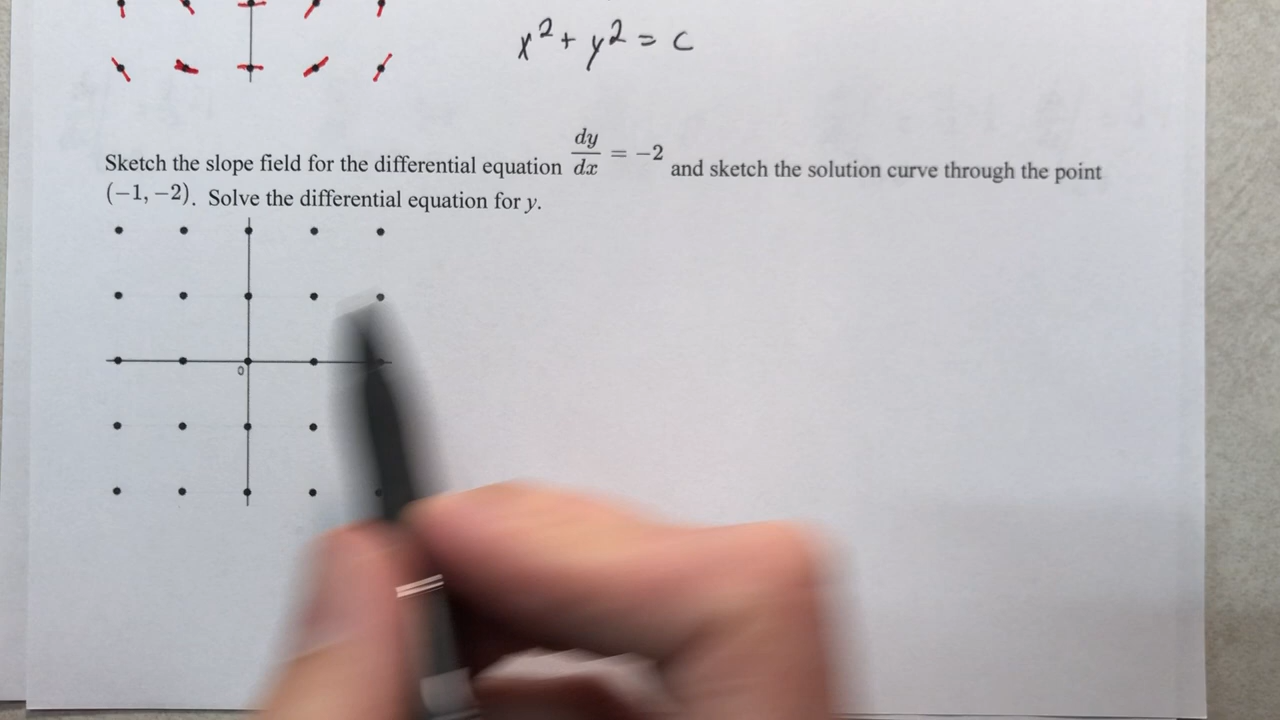 x² + y² = c
Sketch the slope field for the differential equation dy/dx = −2 and sketch the solution curve through the point
(−1, −2). Solve the differential equation for y.
0